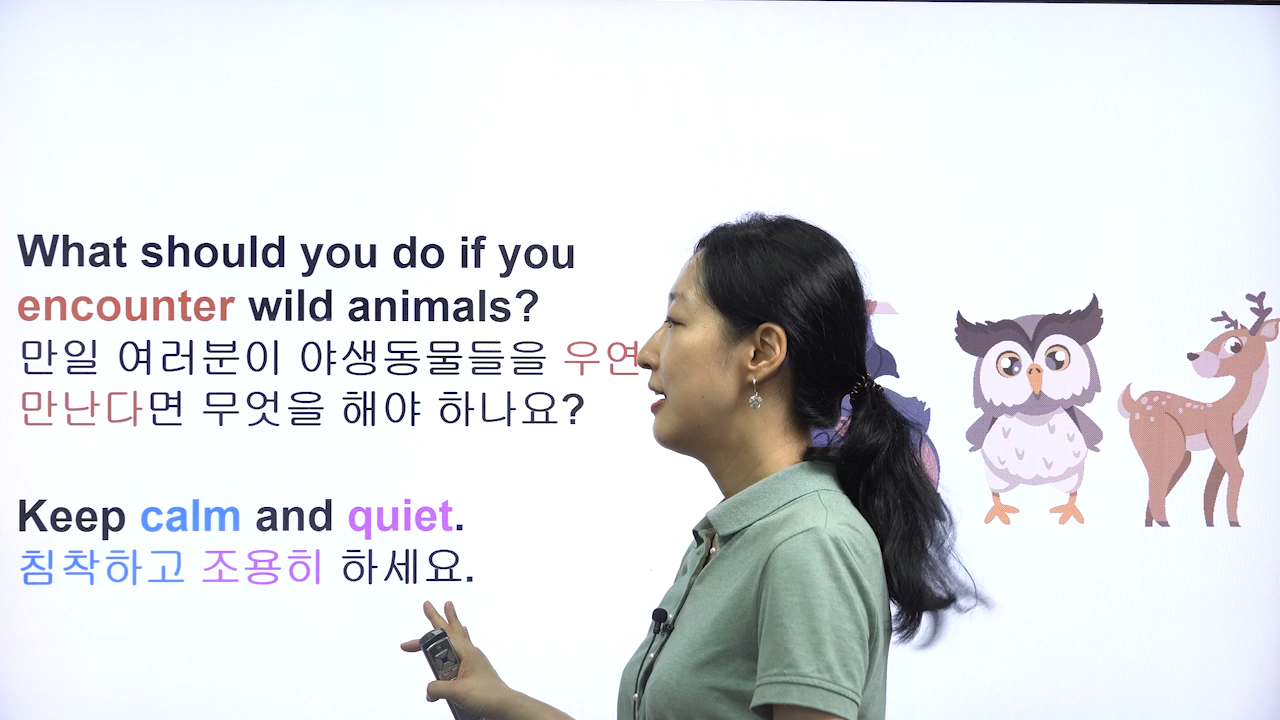 What should you do if you
encounter wild animals?
만일 여러분이 야생동물들을 우연
만난다면 무엇을 해야 하나요?
Keep calm and quiet.
침착하고 조용히 하세요.